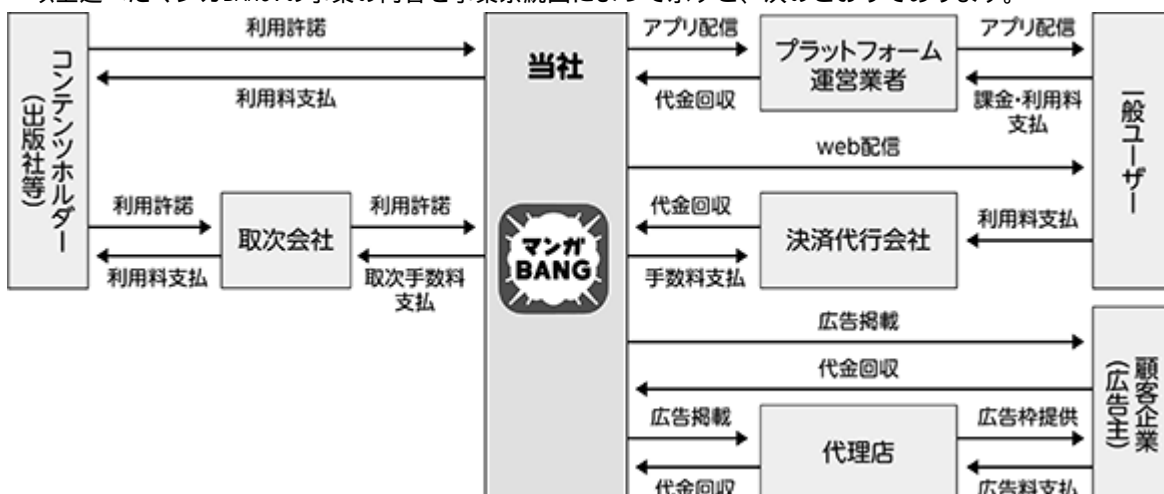 利用許諾
利用料支払
コンテンツホルダー
(出版社等)
利用許諾
利用料支払
取次会社
利用許諾
取次手数料
支払
当社
マンガ
BANG
アプリ配信
代金回収
プラットフォーム
運営業者
アプリ配信
課金・利用料
支払
web配信
代金回収
手数料支払
決済代行会社
利用料支払
一般ユーザー
広告掲載
代金回収
広告掲載
代金回収
代理店
広告枠提供
広告料支払
顧客企業
(広告主)